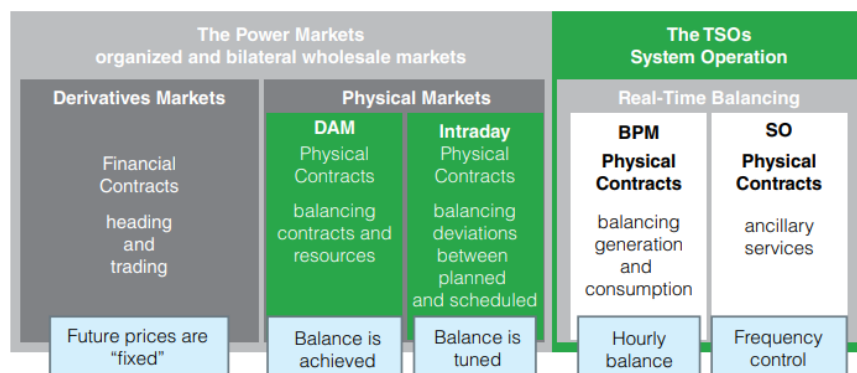 The Power Markets
organized and bilateral wholesale markets
The TSOs
System Operation
Derivatives Markets
Physical Markets
Real-Time Balancing
Financial
Contracts
heading
and
trading
DAM
Physical
Contracts
balancing
contracts and
resources
Intraday
Physical
Contracts
balancing
deviations
between
planned
and scheduled
BPM
Physical
Contracts
balancing
generation
and
consumption
SO
Physical
Contracts
ancillary
services
Future prices are
“fixed”
Balance is
achieved
Balance is
tuned
Hourly
balance
Frequency
control